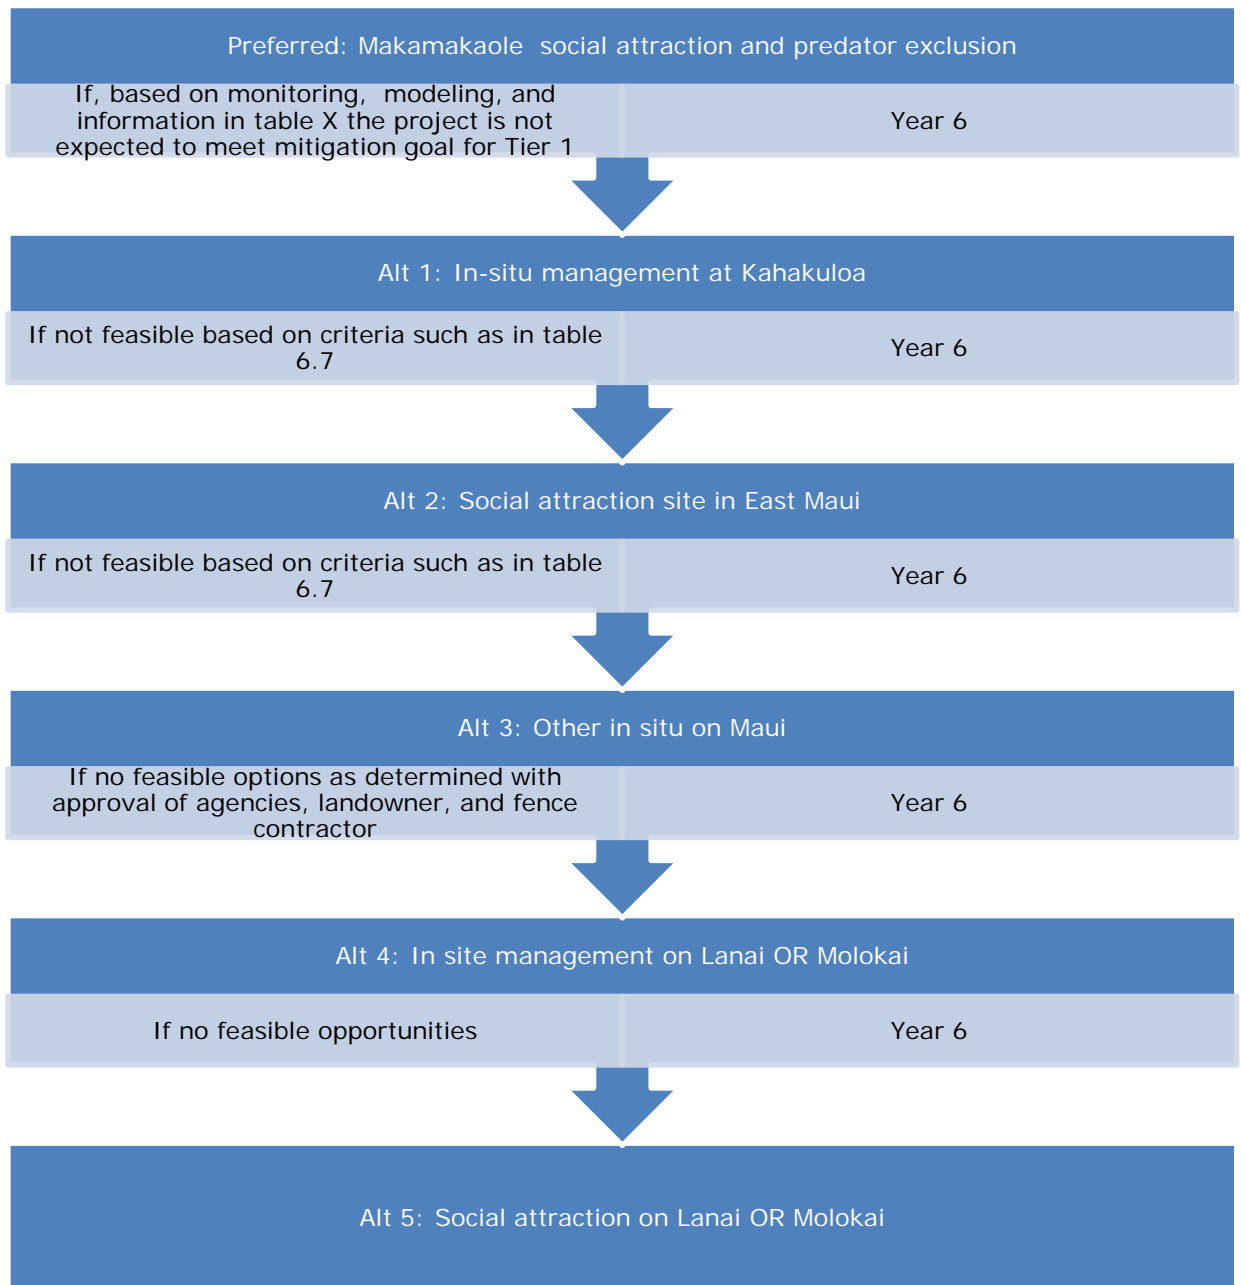 Preferred: Makamakaole social attraction and predator exclusion
If, based on monitoring, modeling, and
information in table X the project is not
expected to meet mitigation goal for Tier 1
Year 6
Alt 1: In-situ management at Kahakuloa
If not feasible based on criteria such as in table
6.7
Year 6
Alt 2: Social attraction site in East Maui
If not feasible based on criteria such as in table
6.7
Year 6
Alt 3: Other in situ on Maui
If no feasible options as determined with
approval of agencies, landowner, and fence
contractor
Year 6
Alt 4: In site management on Lanai OR Molokai
If no feasible opportunities
Year 6
Alt 5: Social attraction on Lanai OR Molokai